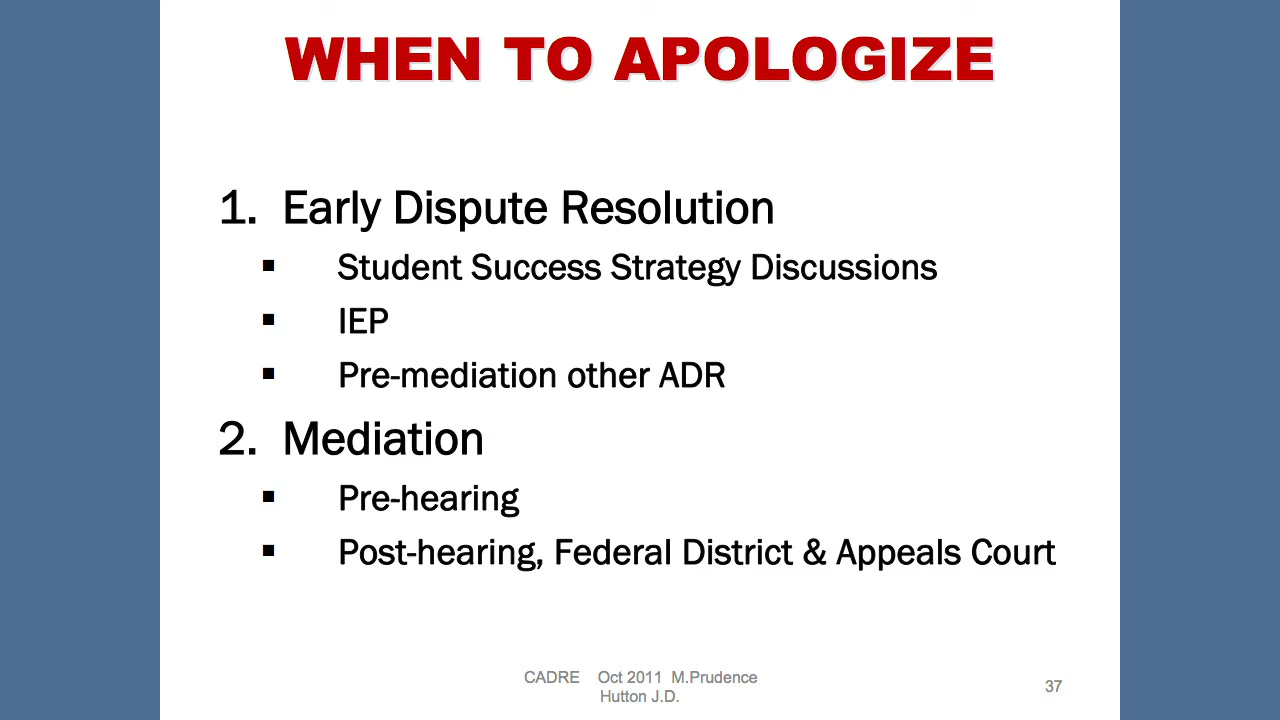 WHEN TO APOLOGIZE
1. Early Dispute Resolution
▪ Student Success Strategy Discussions
▪ IEP
▪ Pre-mediation other ADR
2. Mediation
▪ Pre-hearing
▪ Post-hearing, Federal District & Appeals Court
CADRE Oct 2011 M.Prudence
Hutton J.D.
37